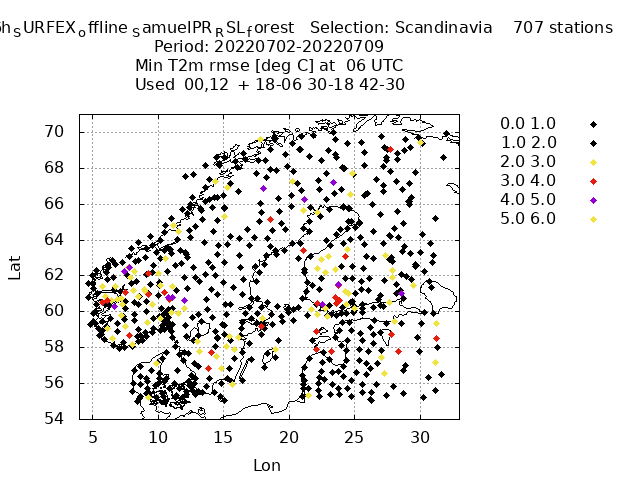 6h_SURFEX_offline_SamuelPR_RSL_forest Selection: Scandinavia 707 stations
Period: 20220702-20220709
Min T2m rmse [deg C] at 06 UTC
Used 00,12 + 18-06 30-18 42-30
70
68
66
64
62
60
58
56
54
Lat
5 10 15 20 25 30
Lon
0.0 1.0
1.0 2.0
2.0 3.0
3.0 4.0
4.0 5.0
5.0 6.0